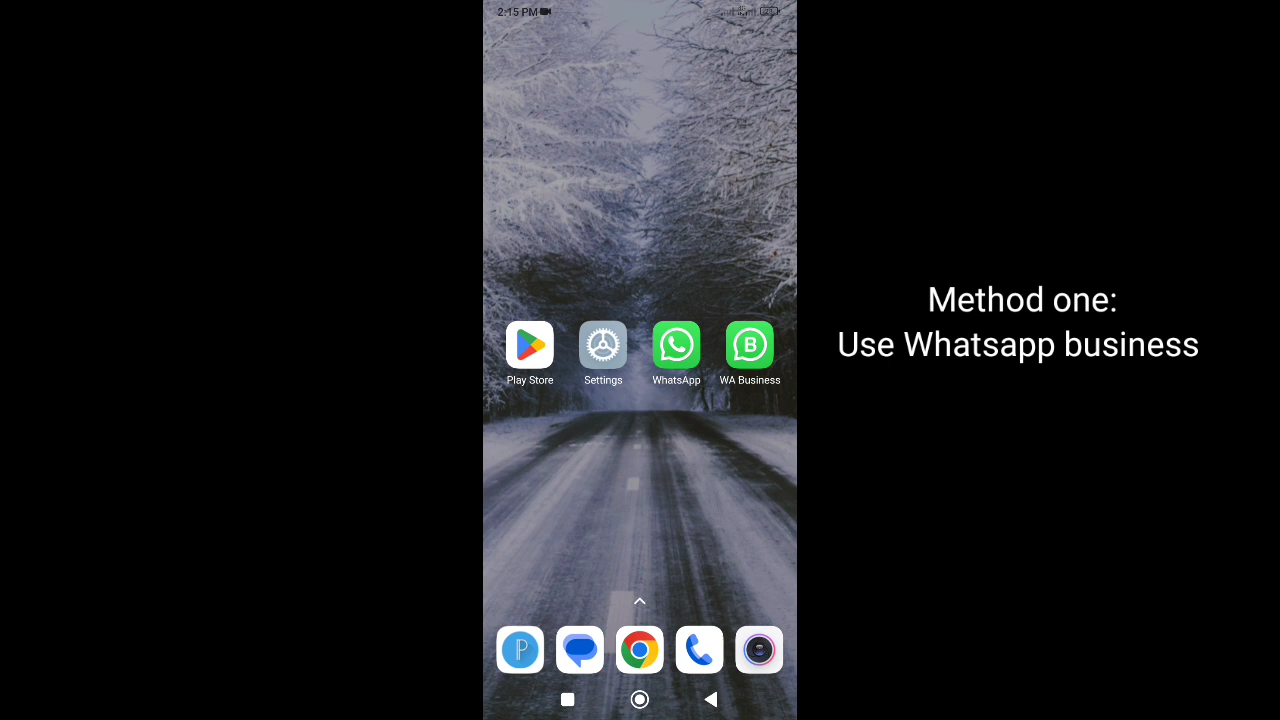 2:15 PM
Method one:
Use Whatsapp business
Play Store
Settings
WhatsApp
WA Business